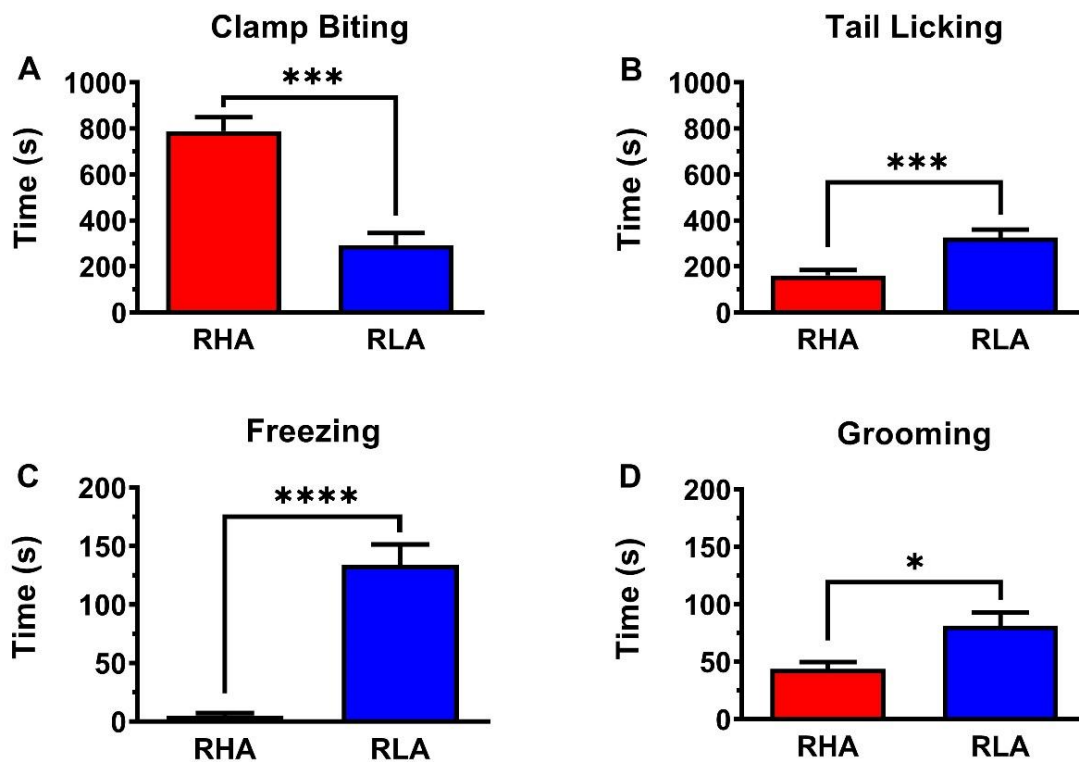 Clamp Biting
A
***
1000
800
600
400
200
0
Time (s)
RHA RLA
Tail Licking
B
***
1000
800
600
400
200
0
Time (s)
RHA RLA
Freezing
C
****
200
150
100
50
0
Time (s)
RHA RLA
Grooming
D
*
200
150
100
50
0
Time (s)
RHA RLA